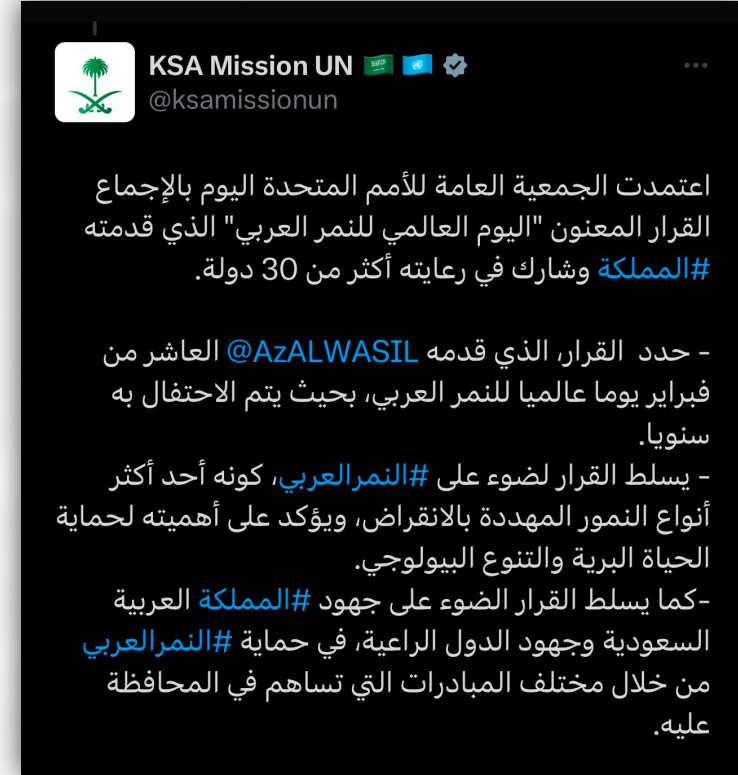 KSA Mission UN
@ksamissionun
اعتمدت الجمعية العامة للأمم المتحدة اليوم بالإجماع
القرار المعنون "اليوم العالمي للنمر العربي" الذي قدمته
#المملكة وشارك في رعايته أكثر من 30 دولة.
- حدد القرار، الذي قدمه @AzALWASIL العاشر من
فبراير يوما عالميا للنمر العربي، بحيث يتم الاحتفال به
سنويا.
- يسلط القرار لضوء على #النمرالعربي، كونه أحد أكثر
أنواع النمور المهددة بالانقراض، ويؤكد على أهميته لحماية
الحياة البرية والتنوع البيولوجي.
-كما يسلط القرار الضوء على جهود #المملكة العربية
السعودية وجهود الدول الراعية، في حماية #النمرالعربي
من خلال مختلف المبادرات التي تساهم في المحافظة
عليه.